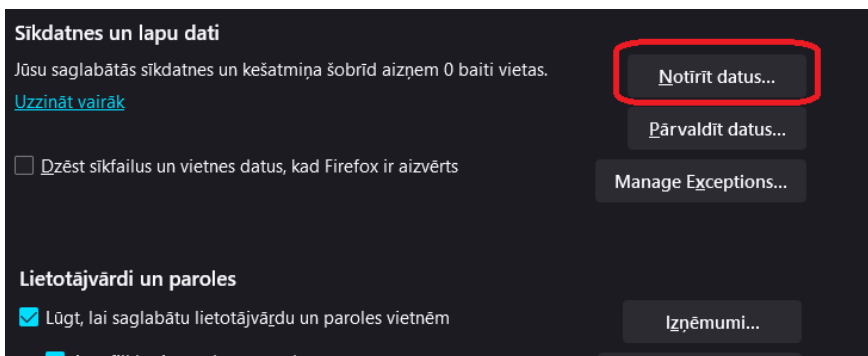 Sīkdatnes un lapu dati
Jūsu saglabātās sīkdatnes un kešatmiņa šobrīd aizņem 0 baiti vietas.
Notīrīt datus...
Uzzināt vairāk
Pārvaldīt datus...
Dzēst sīkfailus un vietnes datus, kad Firefox ir aizvērts
Manage Exceptions...
Lietotājvārdi un paroles
Lūgt, lai saglabātu lietotājvārdu un paroles vietnēm
Izņēmumi...